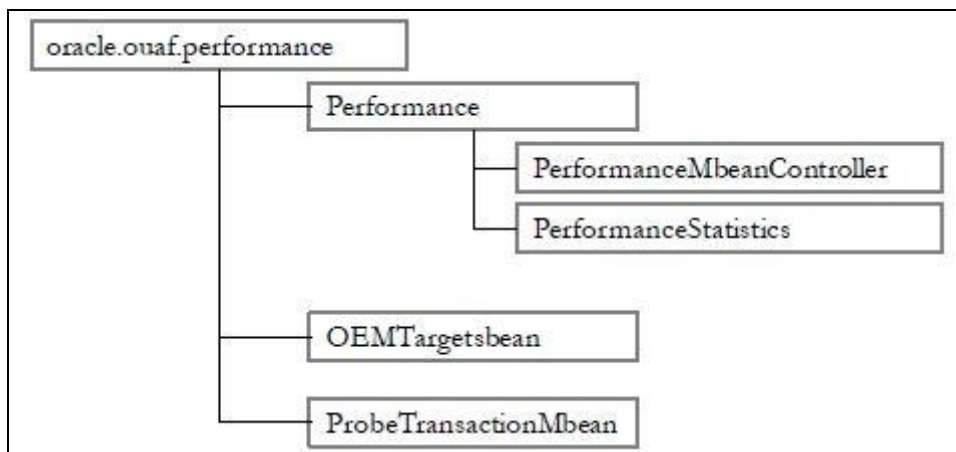 oracle.ouaf.performance
Performance
PerformanceMbeanController
PerformanceStatistics
OEMTargetsbean
ProbeTransactionMbean